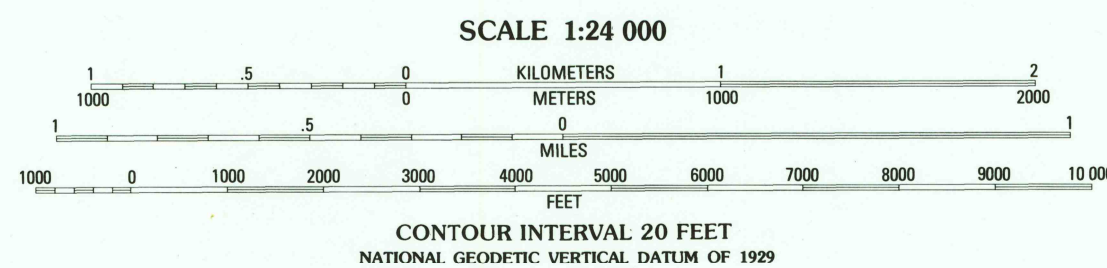 SCALE 1:24 000
1 .5 0 KILOMETERS 1 2
1000 0 METERS 1000 2000
1 .5 0 1
MILES
1000 0 1000 2000 3000 4000 5000 6000 7000 8000 9000 10 000
FEET
CONTOUR INTERVAL 20 FEET
NATIONAL GEODETIC VERTICAL DATUM OF 1929